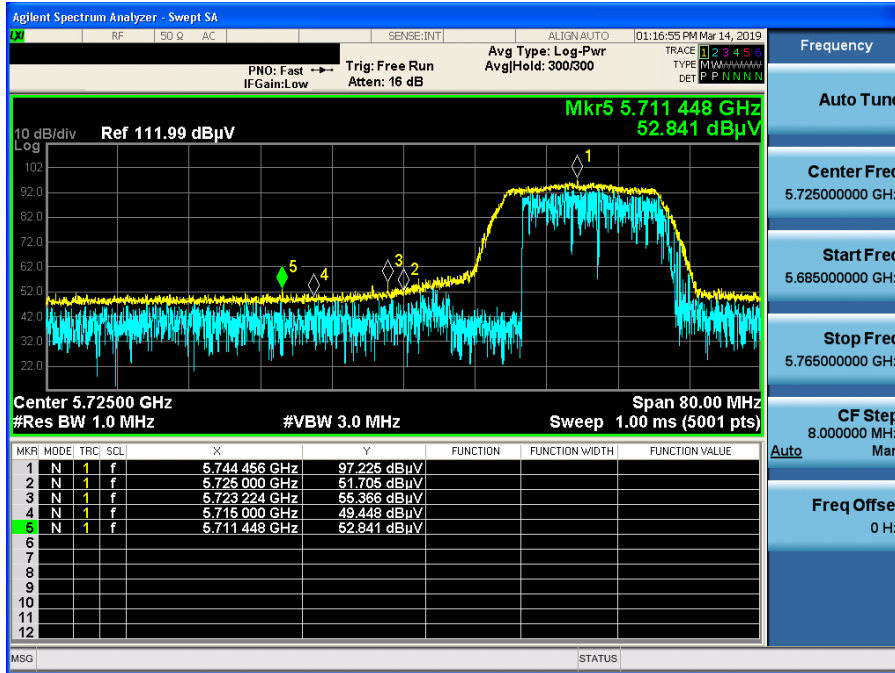 Agilent Spectrum Analyzer - Swept SA
LXI RF 50 Ω AC SENSE:INT ALIGN AUTO 01:16:55 PM Mar 14, 2019
Frequency
PNO: Fast Trig: Free Run Avg Type: Log-Pwr TRACE 1 2 3 4 5 6
IFGain:Low Atten: 16 dB Avg|Hold: 300/300 TYPE M
DET P P N N N N
Auto Tune
Mkr5 5.711 448 GHz
52.841 dBµV
10 dB/div Ref 111.99 dBµV
Log
102
92.0
82.0
72.0
62.0
52.0
42.0
32.0
22.0
1
5
4
3
2
Center 5.72500 GHz Span 80.00 MHz
#Res BW 1.0 MHz #VBW 3.0 MHz Sweep 1.00 ms (5001 pts)
Center Freq
5.725000000 GHz
Start Freq
5.685000000 GHz
Stop Freq
5.765000000 GHz
CF Step
8.000000 MHz
Auto Man
Freq Offset
0 Hz
MKR MODE TRC SCL X Y FUNCTION FUNCTION WIDTH FUNCTION VALUE
1 N 1 f 5.744 456 GHz 97.225 dBµV
2 N 1 f 5.725 000 GHz 51.705 dBµV
3 N 1 f 5.723 224 GHz 55.366 dBµV
4 N 1 f 5.715 000 GHz 49.448 dBµV
5 N 1 f 5.711 448 GHz 52.841 dBµV
6
7
8
9
10
11
12
MSG STATUS